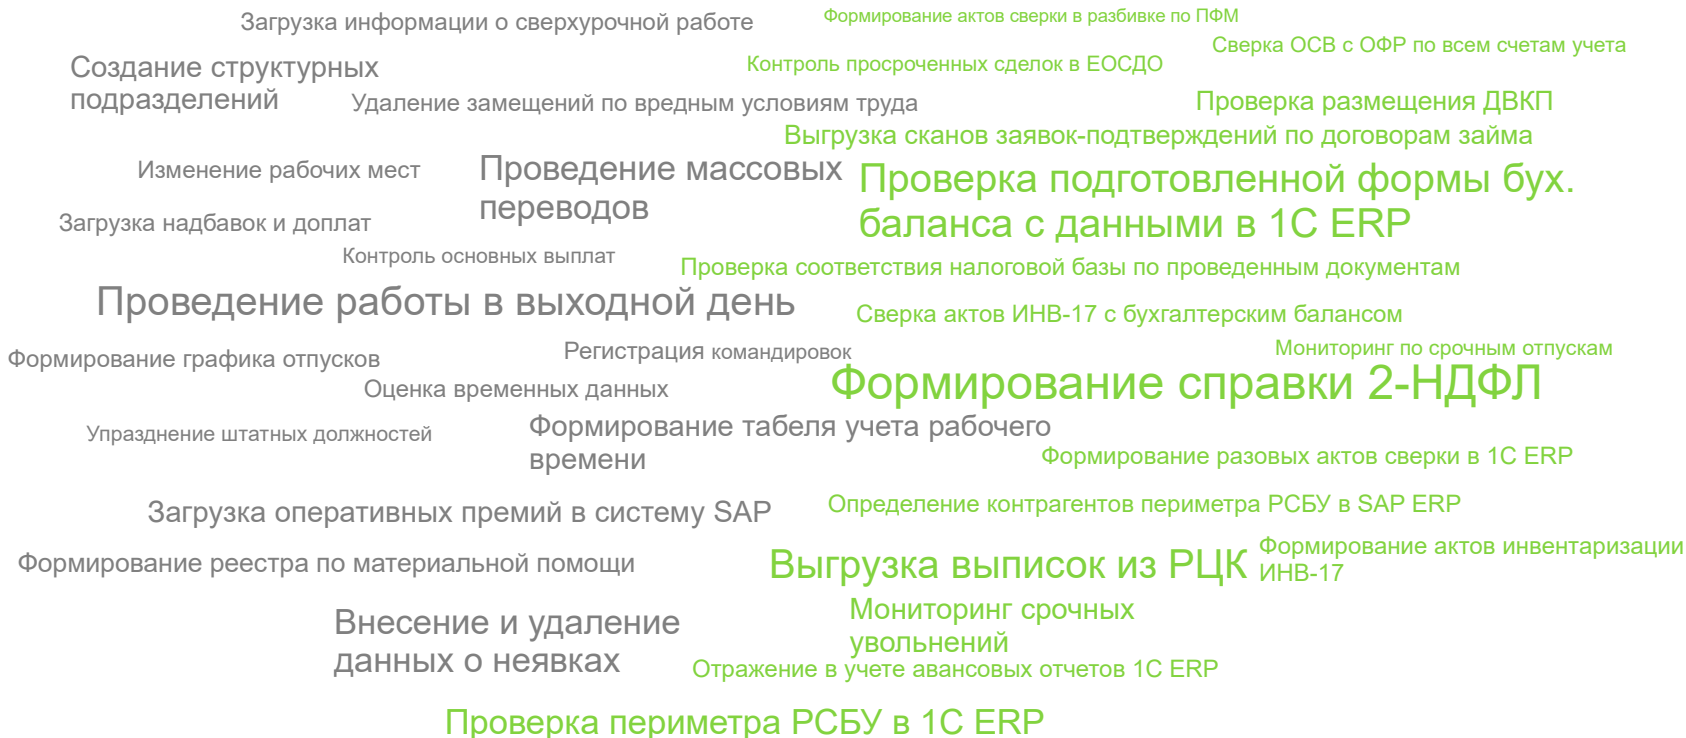 Загрузка информации о сверхурочной работе
Формирование актов сверки в разбивке по ПФМ
Сверка ОСВ с ОФР по всем счетам учета
Создание структурных
подразделений
Контроль просроченных сделок в ЕОСДО
Удаление замещений по вредным условиям труда
Проверка размещения ДВКП
Выгрузка сканов заявок-подтверждений по договорам займа
Изменение рабочих мест
Проведение массовых
переводов
Проверка подготовленной формы бух.
баланса с данными в 1С ERP
Загрузка надбавок и доплат
Контроль основных выплат
Проверка соответствия налоговой базы по проведенным документам
Проведение работы в выходной день
Сверка актов ИНВ-17 с бухгалтерским балансом
Формирование графика отпусков
Регистрация командировок
Мониторинг по срочным отпускам
Оценка временных данных
Формирование справки 2-НДФЛ
Упразднение штатных должностей
Формирование табеля учета рабочего
времени
Формирование разовых актов сверки в 1С ERP
Загрузка оперативных премий в систему SAP
Определение контрагентов периметра РСБУ в SAP ERP
Формирование реестра по материальной помощи
Выгрузка выписок из РЦК
Формирование актов инвентаризации
ИНВ-17
Внесение и удаление
данных о неявках
Мониторинг срочных
увольнений
Отражение в учете авансовых отчетов 1С ERP
Проверка периметра РСБУ в 1С ERP